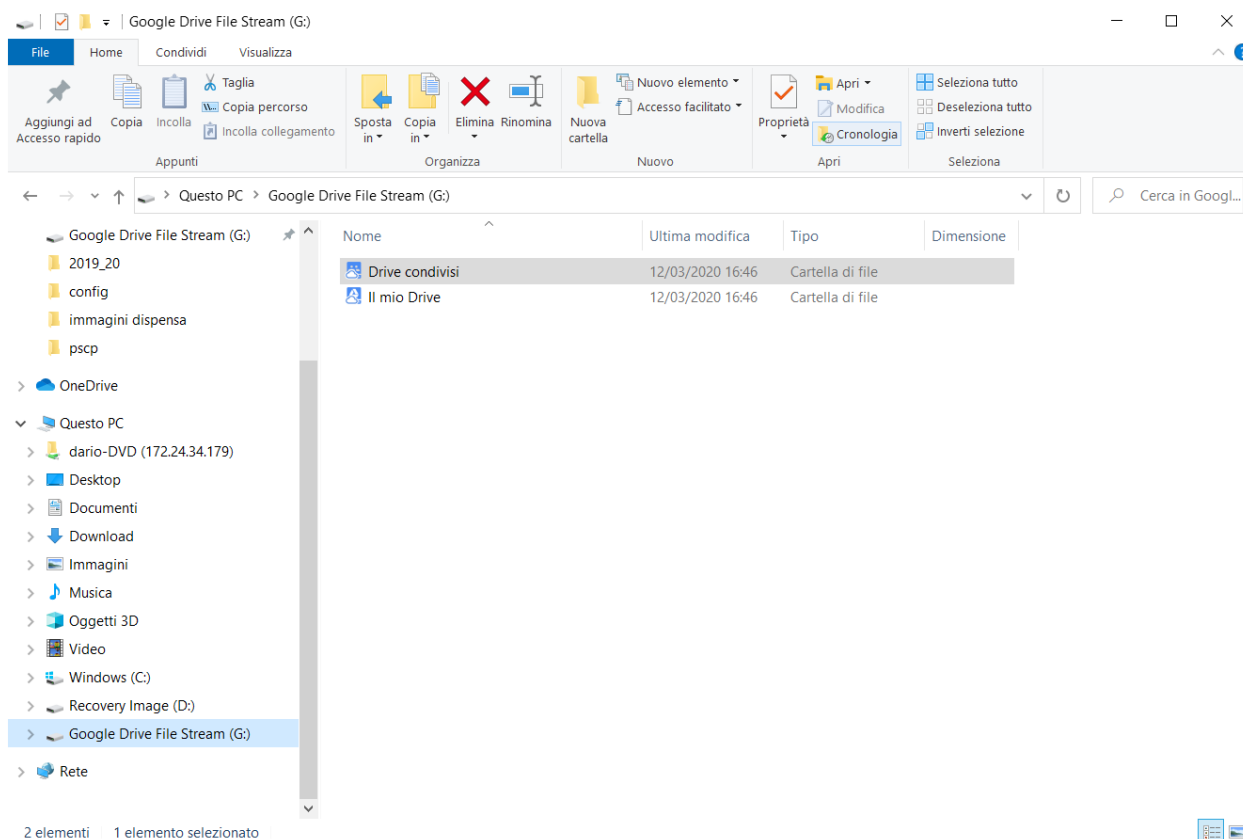 Google Drive File Stream (G:)
File Home Condividi Visualizza
Aggiungi ad Accesso rapido
Copia
Incolla
Taglia
Copia percorso
Incolla collegamento
Appunti
Sposta in
Copia in
Elimina
Rinomina
Organizza
Nuova cartella
Nuovo elemento
Accesso facilitato
Nuovo
Proprietà
Apri
Modifica
Cronologia
Apri
Seleziona tutto
Deseleziona tutto
Inverti selezione
Seleziona
Questo PC > Google Drive File Stream (G:)
Cerca in Googl...
Google Drive File Stream (G:)
2019_20
config
immagini dispensa
pscp
OneDrive
Questo PC
dario-DVD (172.24.34.179)
Desktop
Documenti
Download
Immagini
Musica
Oggetti 3D
Video
Windows (C:)
Recovery Image (D:)
Google Drive File Stream (G:)
Rete
Nome Ultima modifica Tipo Dimensione
Drive condivisi 12/03/2020 16:46 Cartella di file
Il mio Drive 12/03/2020 16:46 Cartella di file
2 elementi 1 elemento selezionato